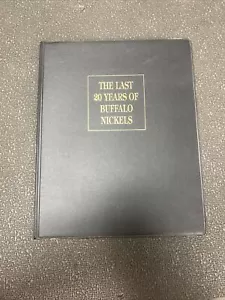 THE LAST
20 YEARS OF
BUFFALO
NICKELS